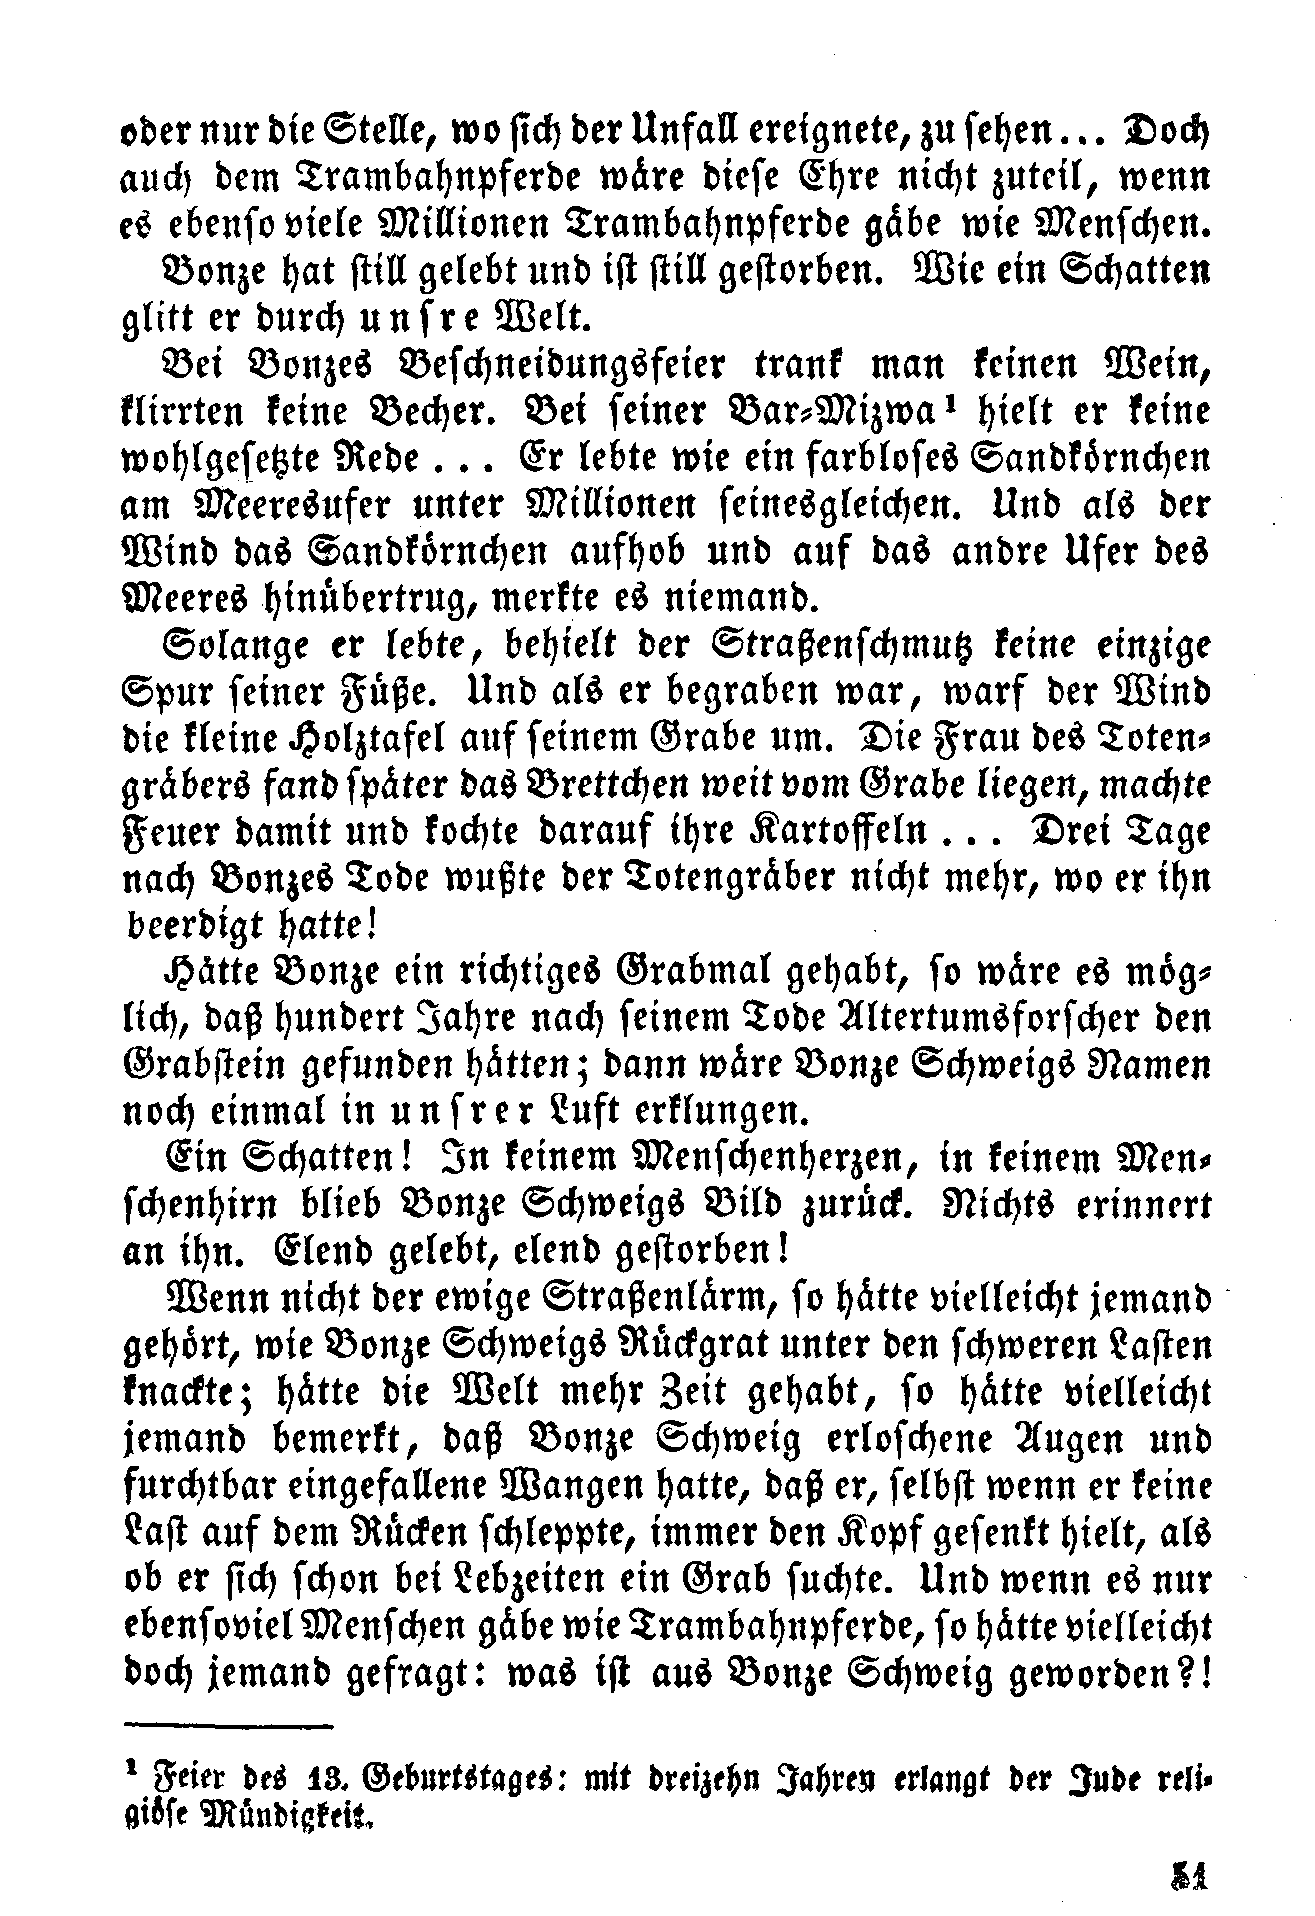 oder nur die Stelle, wo sich der Unfall ereignete, zu sehen... Doch
auch dem Trambahnpferde wäre diese Ehre nicht zuteil, wenn
es ebenso viele Millionen Trambahnpferde gäbe wie Menschen.
Bonze hat still gelebt und ist still gestorben. Wie ein Schatten
glitt er durch unsre Welt.
Bei Bonzes Beschneidungsfeier trank man keinen Wein,
klirrten keine Becher. Bei seiner Bar-Mizwa¹ hielt er keine
wohlgesetzte Rede ... Er lebte wie ein farbloses Sandkörnchen
am Meeresufer unter Millionen seinesgleichen. Und als der
Wind das Sandkörnchen aufhob und auf das andre Ufer des
Meeres hinübertrug, merkte es niemand.
Solange er lebte, behielt der Straßenschmutz keine einzige
Spur seiner Füße. Und als er begraben war, warf der Wind
die kleine Holztafel auf seinem Grabe um. Die Frau des Toten-
gräbers fand später das Brettchen weit vom Grabe liegen, machte
Feuer damit und kochte darauf ihre Kartoffeln ... Drei Tage
nach Bonzes Tode wußte der Totengräber nicht mehr, wo er ihn
beerdigt hatte!
Hätte Bonze ein richtiges Grabmal gehabt, so wäre es mög-
lich, daß hundert Jahre nach seinem Tode Altertumsforscher den
Grabstein gefunden hätten; dann wäre Bonze Schweigs Namen
noch einmal in unsrer Luft erklungen.
Ein Schatten! In keinem Menschenherzen, in keinem Men-
schenhirn blieb Bonze Schweigs Bild zurück. Nichts erinnert
an ihn. Elend gelebt, elend gestorben!
Wenn nicht der ewige Straßenlärm, so hätte vielleicht jemand
gehört, wie Bonze Schweigs Rückgrat unter den schweren Lasten
knackte; hätte die Welt mehr Zeit gehabt, so hätte vielleicht
jemand bemerkt, daß Bonze Schweig erloschene Augen und
furchtbar eingefallene Wangen hatte, daß er, selbst wenn er keine
Last auf dem Rücken schleppte, immer den Kopf gesenkt hielt, als
ob er sich schon bei Lebzeiten ein Grab suchte. Und wenn es nur
ebensoviel Menschen gäbe wie Trambahnpferde, so hätte vielleicht
doch jemand gefragt: was ist aus Bonze Schweig geworden?!
¹ Feier des 13. Geburtstages: mit dreizehn Jahren erlangt der Jude reli-
giöse Mündigkeit.
51